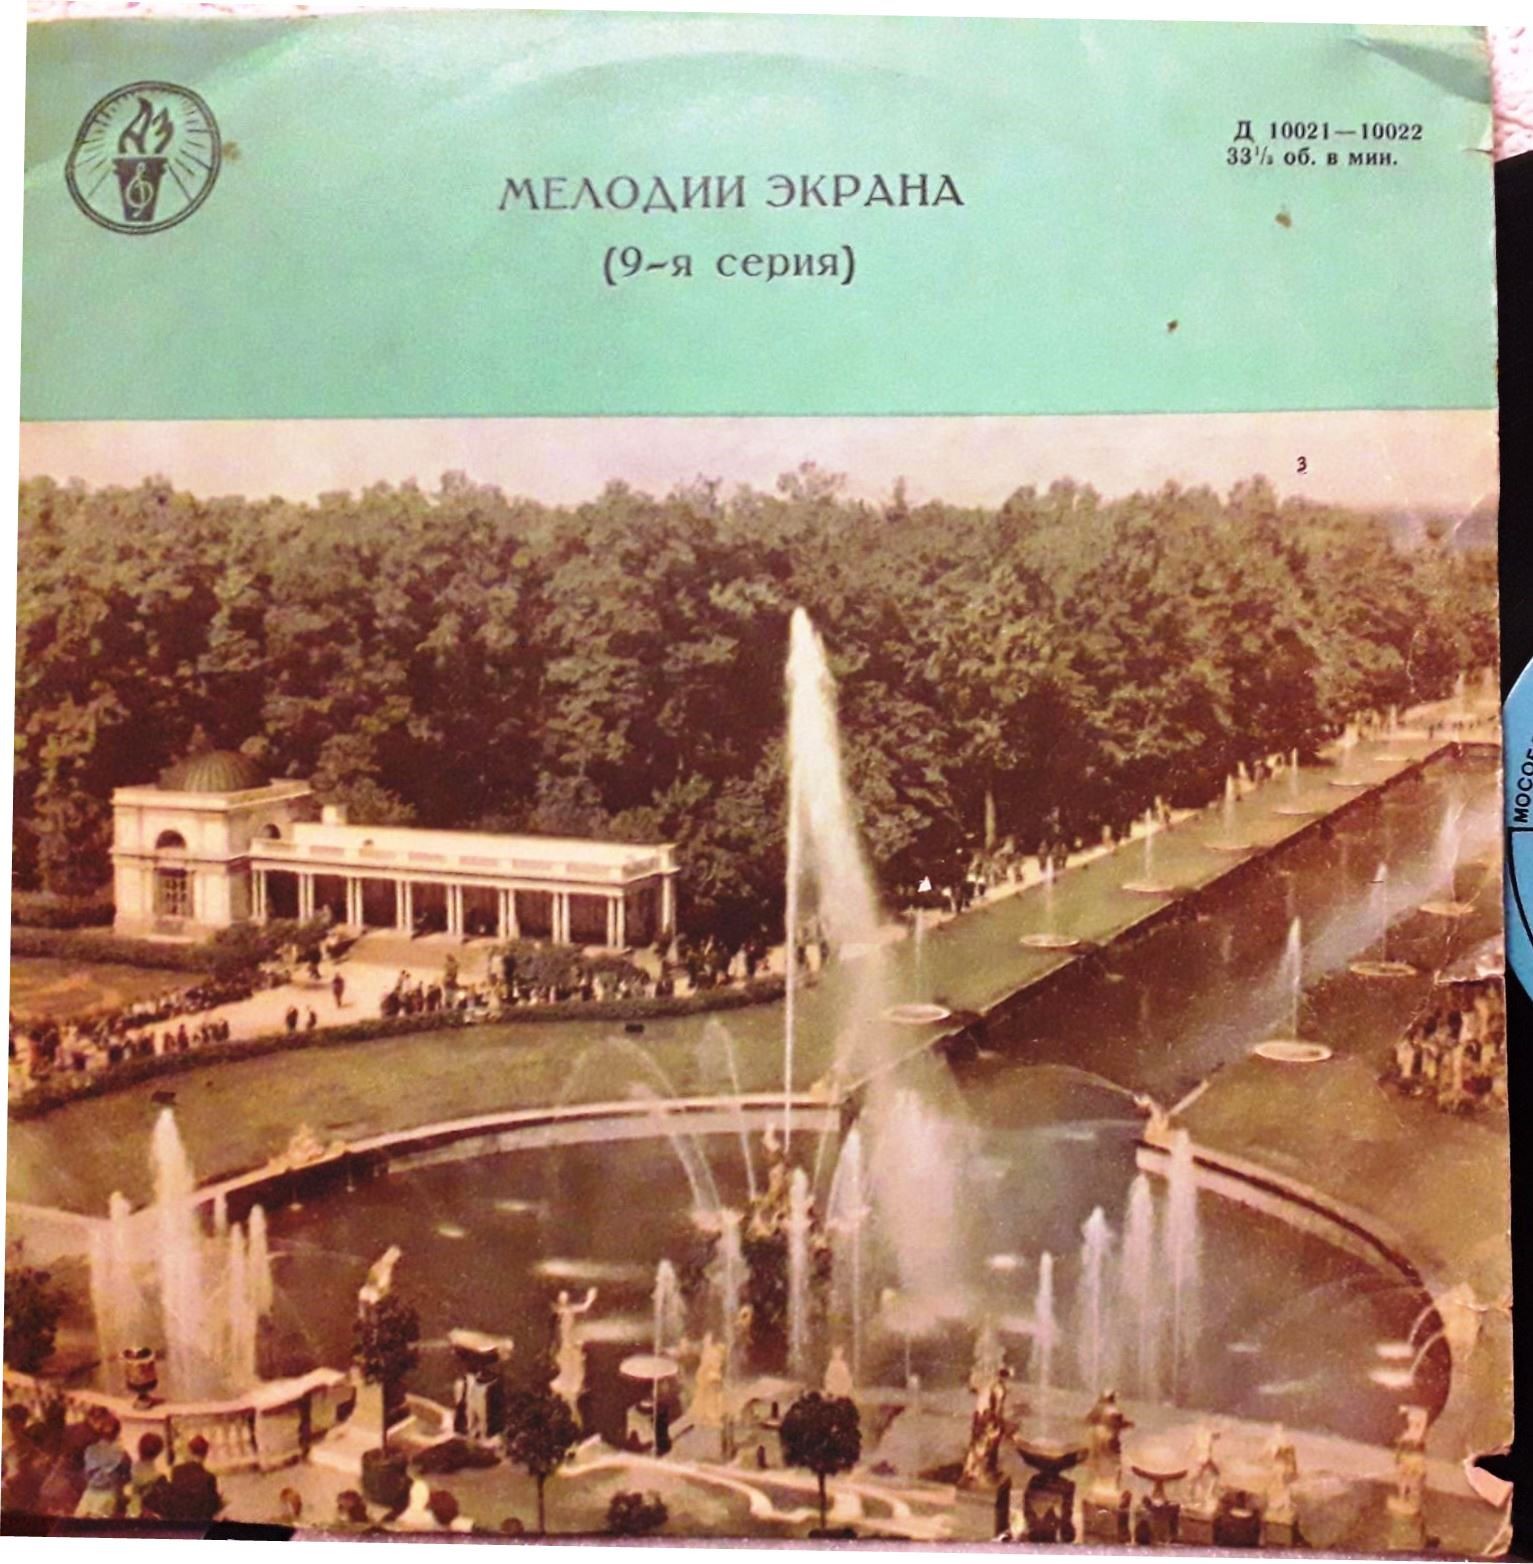 МЕЛОДИИ ЭКРАНА
(9-я серия)
Д 10021—10022
33¹/₃ об. в мин.
З